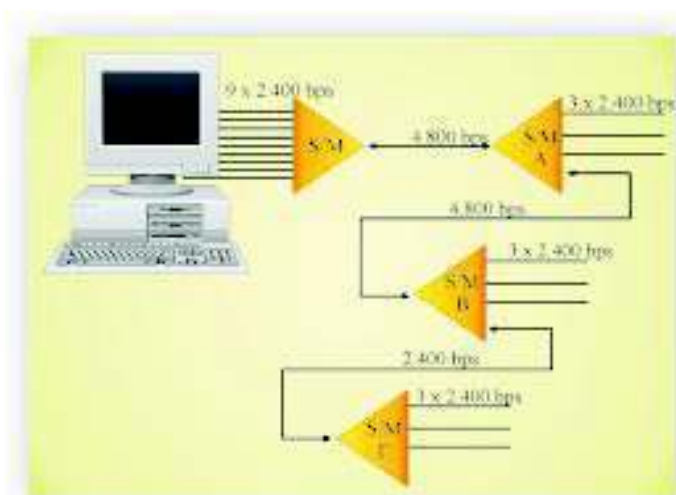 9 x 2.400 bps
S/M
4.800 bps
S/M
A
3 x 2.400 bps
4.800 bps
S/M
B
3 x 2.400 bps
2.400 bps
S/M
C
3 x 2.400 bps